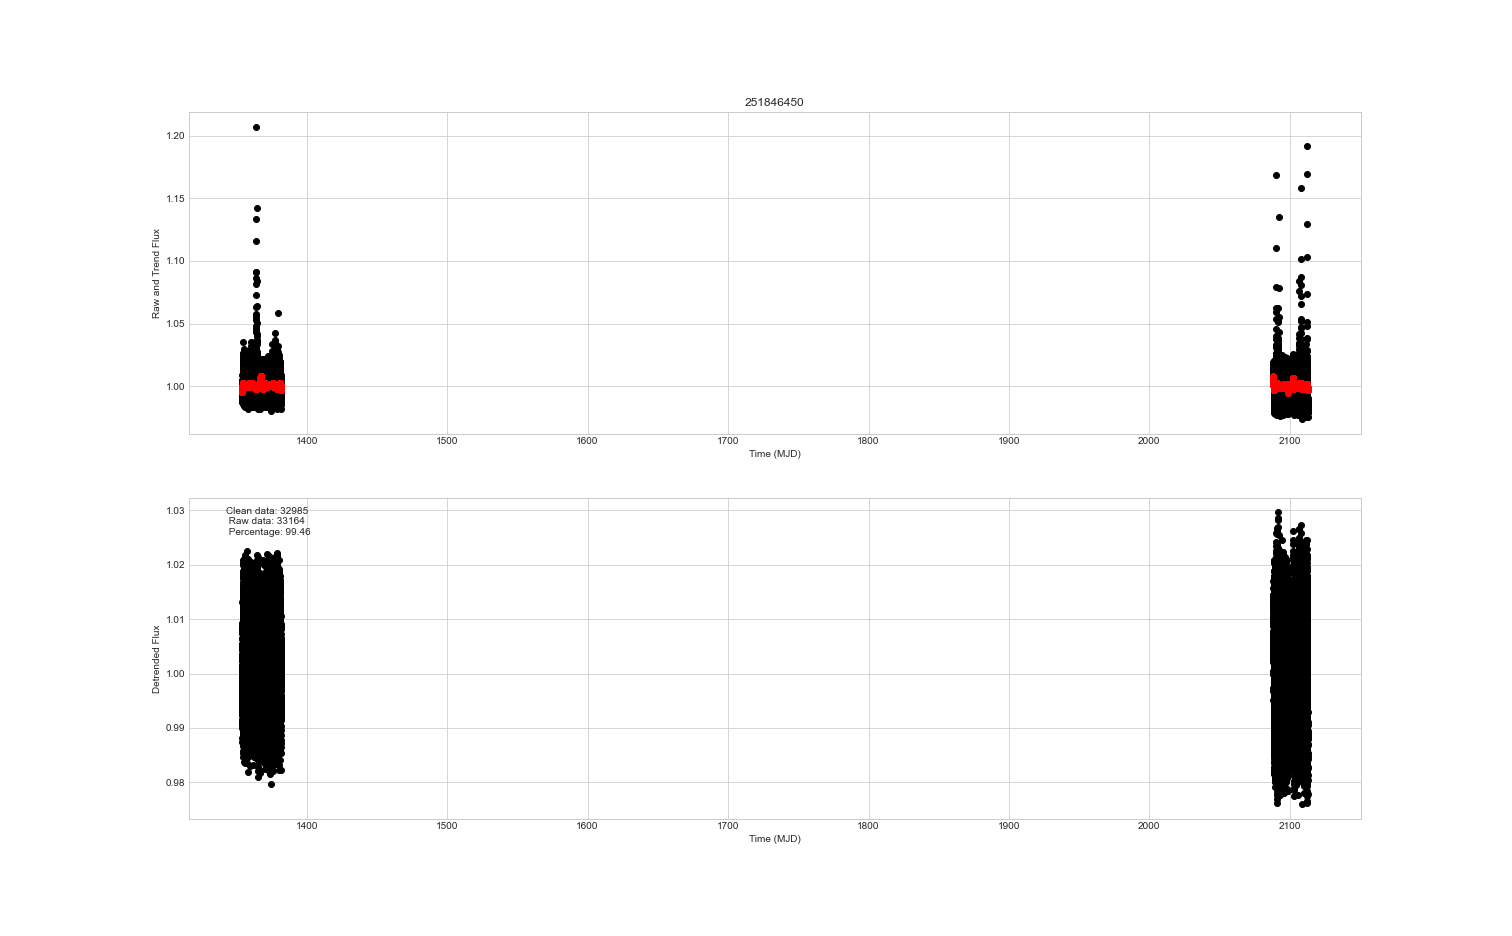 251846450
1.20
1.15
1.10
1.05
1.00
Raw and Trend Flux
1400 1500 1600 1700 1800 1900 2000 2100
Time (MJD)
1.03
1.02
1.01
1.00
0.99
0.98
Detrended Flux
Clean data: 32985
Raw data: 33164
Percentage: 99.46
1400 1500 1600 1700 1800 1900 2000 2100
Time (MJD)